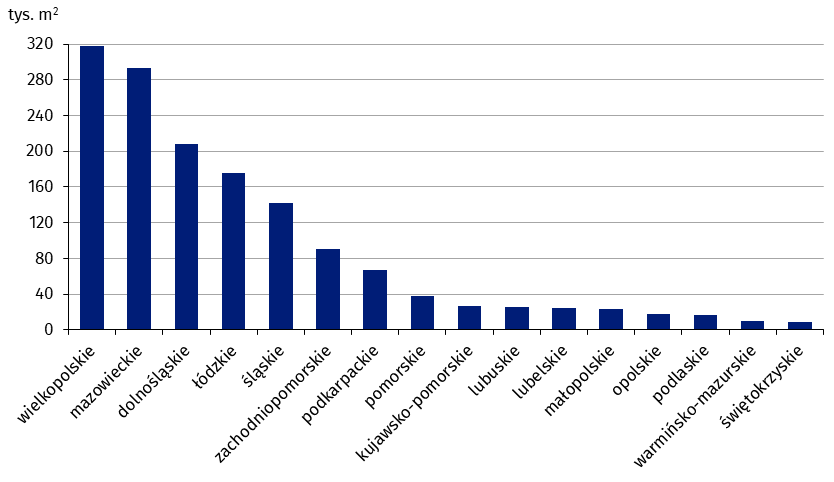 tys. m²
320
280
240
200
160
120
80
40
0
wielkopolskie
mazowieckie
dolnośląskie
łódzkie
śląskie
zachodniopomorskie
podkarpackie
pomorskie
kujawsko-pomorskie
lubuskie
lubelskie
małopolskie
opolskie
podlaskie
warmińsko-mazurskie
świętokrzyskie